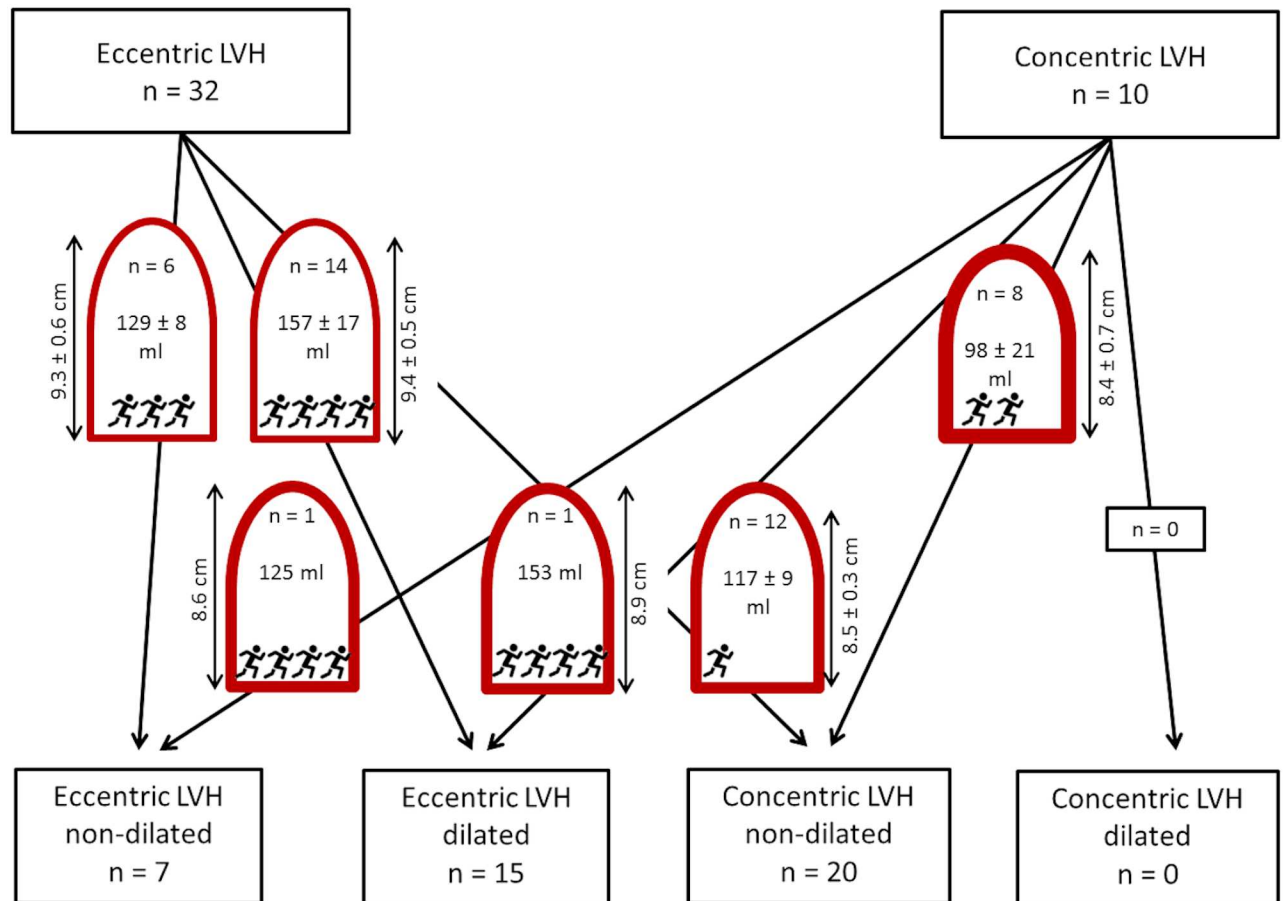 Eccentric LVH
n = 32
Concentric LVH
n = 10
9.3 ± 0.6 cm
n = 6
129 ± 8
ml
n = 14
157 ± 17
ml
9.4 ± 0.5 cm
n = 8
98 ± 21
ml
8.4 ± 0.7 cm
8.6 cm
n = 1
125 ml
n = 1
153 ml
8.9 cm
n = 12
117 ± 9
ml
8.5 ± 0.3 cm
n = 0
Eccentric LVH
non-dilated
n = 7
Eccentric LVH
dilated
n = 15
Concentric LVH
non-dilated
n = 20
Concentric LVH
dilated
n = 0